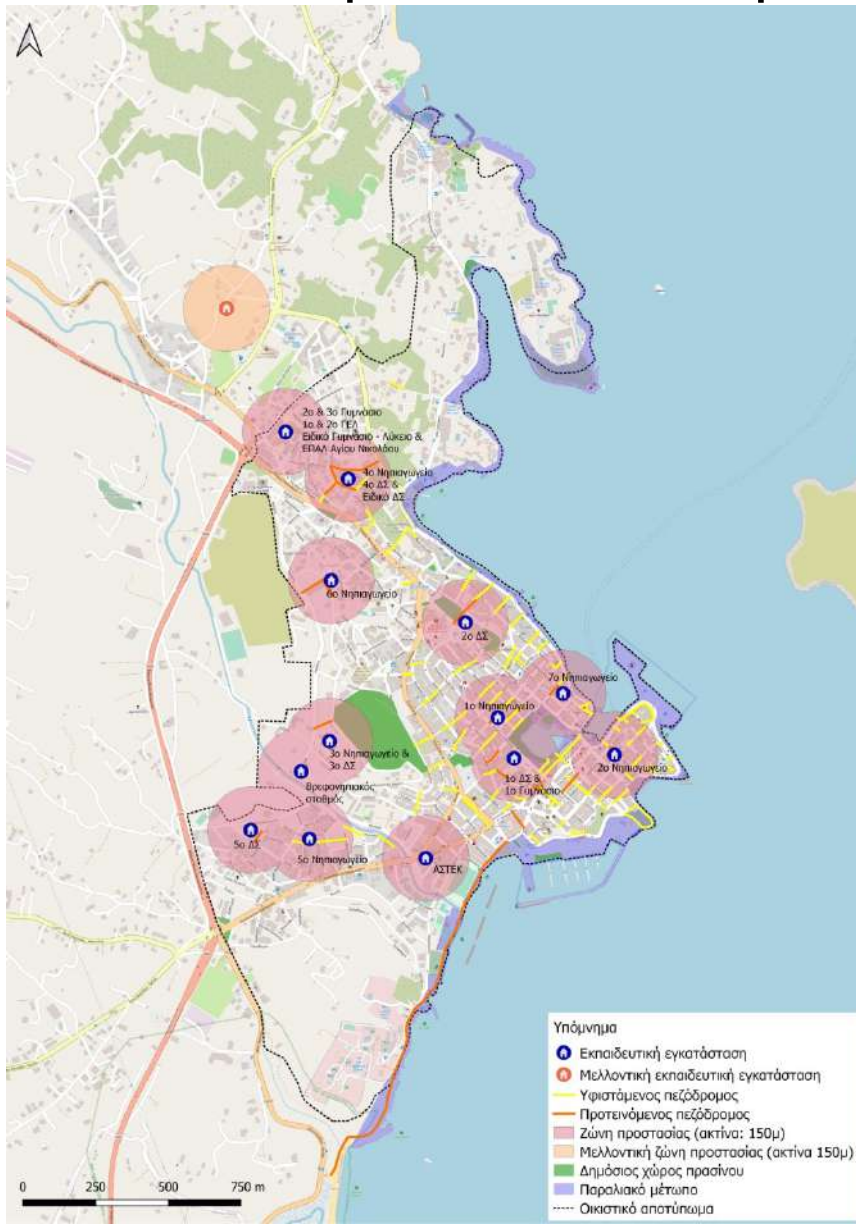 2ο & 3ο Γυμνάσιο
1ο & 2ο ΓΕΛ
Ειδικό Γυμνάσιο - Λύκειο &
ΕΠΑΛ Αγίου Νικολάου
4ο Νηπιαγωγείο
4ο ΔΣ &
Ειδικό ΔΣ
6ο Νηπιαγωγείο
2ο ΔΣ
7ο Νηπιαγωγείο
1ο Νηπιαγωγείο
3ο Νηπιαγωγείο &
3ο ΔΣ
1ο ΔΣ &
1ο Γυμνάσιο
2ο Νηπιαγωγείο
Βρεφονηπιακός
σταθμός
5ο ΔΣ
5ο Νηπιαγωγείο
ΑΣΤΕΚ
Υπόμνημα
Εκπαιδευτική εγκατάσταση
Μελλοντική εκπαιδευτική εγκατάσταση
Υφιστάμενος πεζόδρομος
Προτεινόμενος πεζόδρομος
Ζώνη προστασίας (ακτίνα: 150μ)
Μελλοντική ζώνη προστασίας (ακτίνα 150μ)
Δημόσιος χώρος πρασίνου
Παραλιακό μέτωπο
Οικιστικό αποτύπωμα
0 250 500 750 m